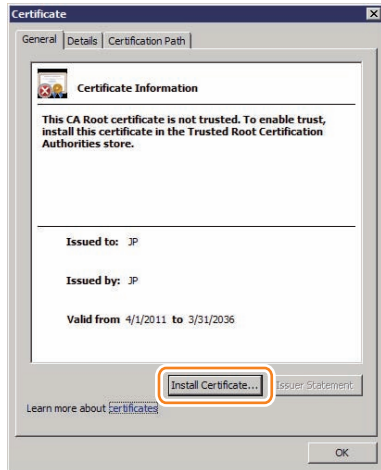 Certificate
General Details Certification Path
Certificate Information
This CA Root certificate is not trusted. To enable trust,
install this certificate in the Trusted Root Certification
Authorities store.
Issued to: JP
Issued by: JP
Valid from 4/1/2011 to 3/31/2036
Install Certificate... Issuer Statement
Learn more about certificates
OK